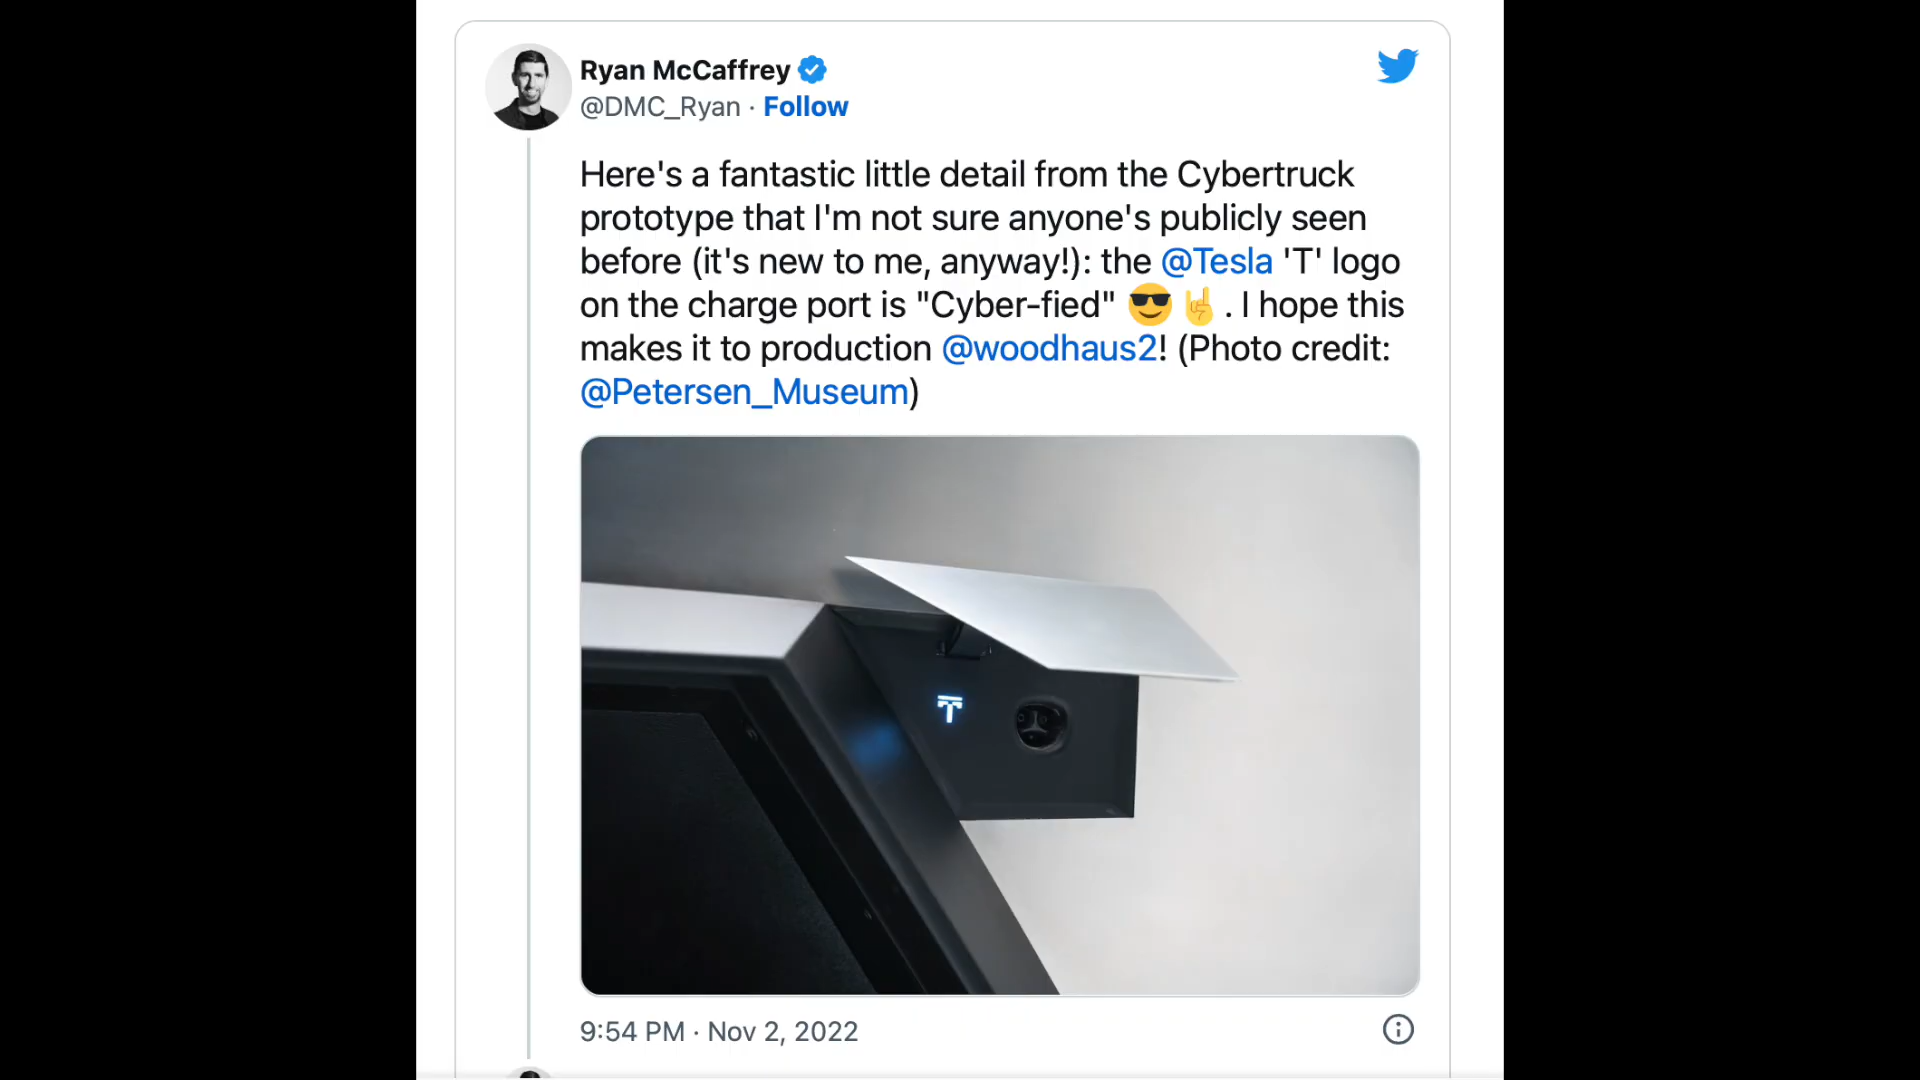 Ryan McCaffrey
@DMC_Ryan · Follow
Here's a fantastic little detail from the Cybertruck
prototype that I'm not sure anyone's publicly seen
before (it's new to me, anyway!): the @Tesla 'T' logo
on the charge port is "Cyber-fied" 😎🤘. I hope this
makes it to production @woodhaus2! (Photo credit:
@Petersen_Museum)
9:54 PM · Nov 2, 2022